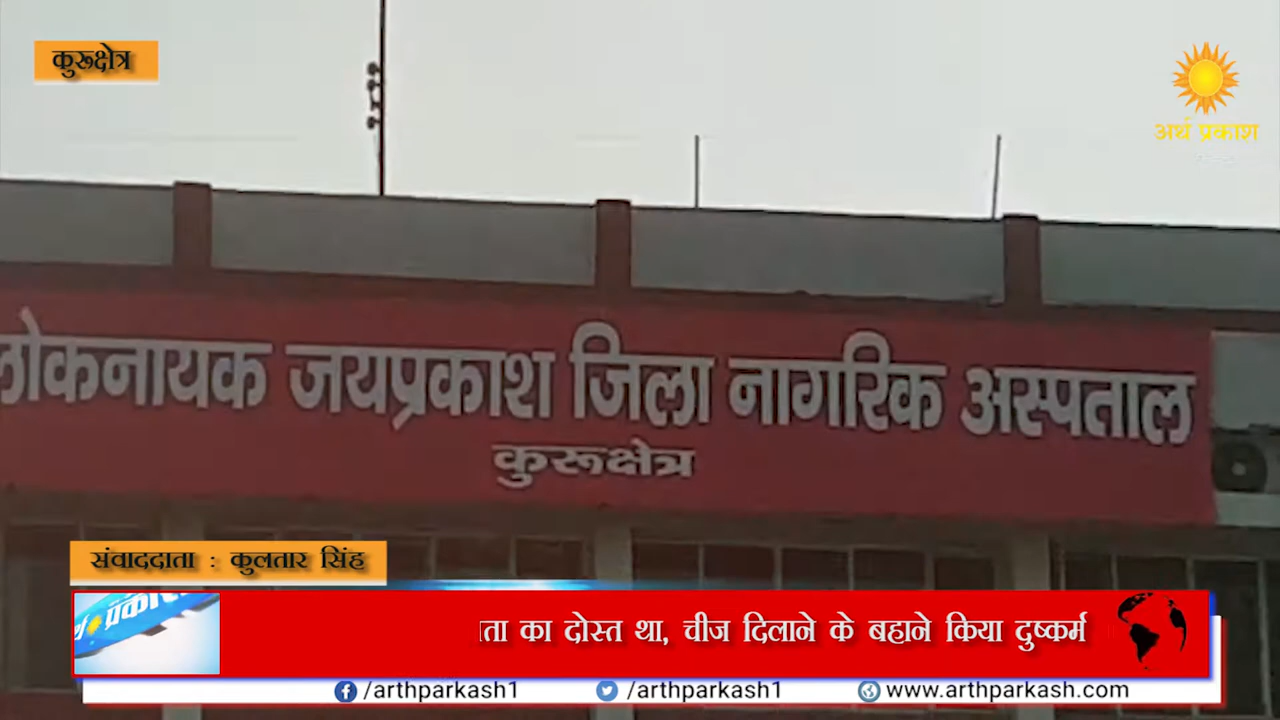 कुरूक्षेत्र
अर्थ प्रकाश
लोकनायक जयप्रकाश जिला नागरिक अस्पताल
कुरूक्षेत्र
संवाददाता : कुलतार सिंह
का दोस्त था, चीज दिलाने के बहाने किया दुष्कर्म
/arthparkash1 /arthparkash1 www.arthparkash.com